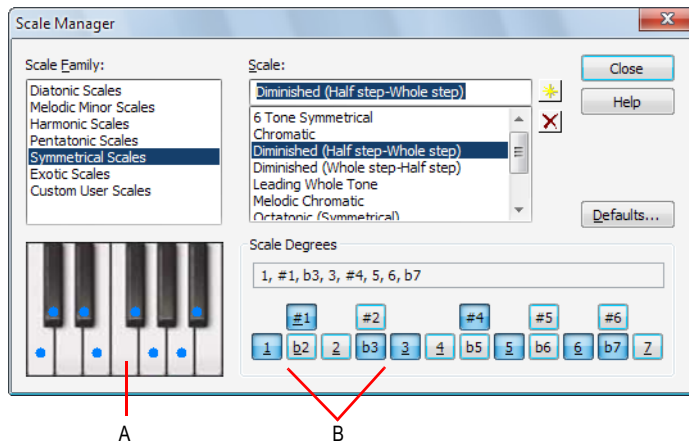 Scale Manager
Scale Family:
Diatonic Scales
Melodic Minor Scales
Harmonic Scales
Pentatonic Scales
Symmetrical Scales
Exotic Scales
Custom User Scales
Scale:
Diminished (Half step-Whole step)
6 Tone Symmetrical
Chromatic
Diminished (Half step-Whole step)
Diminished (Whole step-Half step)
Leading Whole Tone
Melodic Chromatic
Octatonic (Symmetrical)
Close
Help
Defaults...
Scale Degrees
1, #1, b3, 3, #4, 5, 6, b7
#1 #2 #4 #5 #6
1 b2 2 b3 3 4 b5 5 b6 6 b7 7
A B